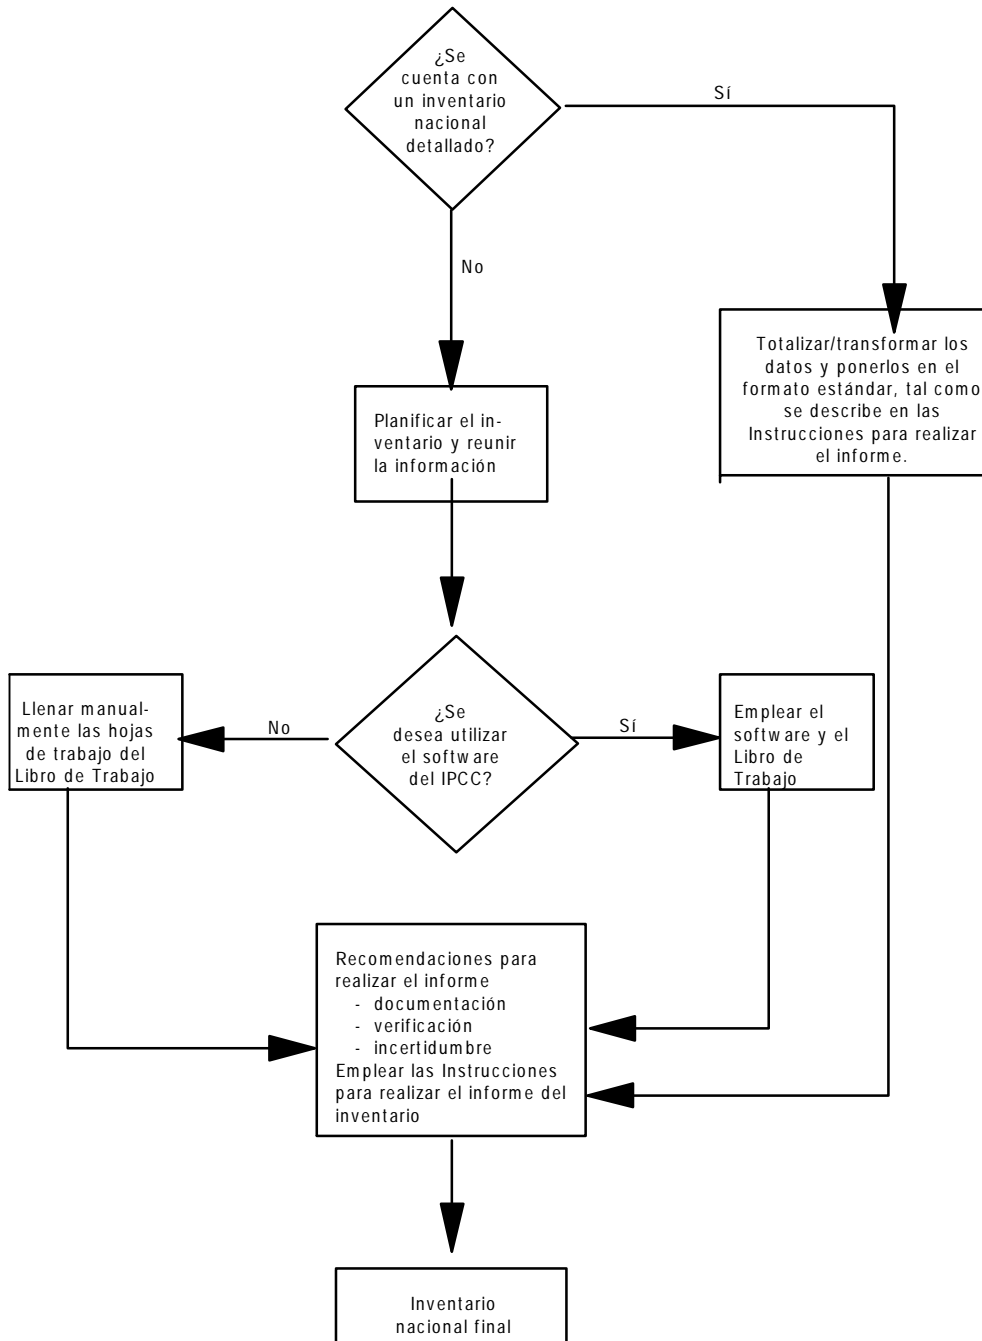 ¿Se
cuenta con
un inventario
nacional
detallado?
Sí
No
Totalizar/transformar los
datos y ponerlos en el
formato estándar, tal como
se describe en las
Instrucciones para realizar
el informe.
Planificar el in-
ventario y reunir
la información
¿Se
desea utilizar
el software
del IPCC?
No
Sí
Llenar manual-
mente las hojas
de trabajo del
Libro de Trabajo
Emplear el
software y el
Libro de
Trabajo
Recomendaciones para
realizar el informe
- documentación
- verificación
- incertidumbre
Emplear las Instrucciones
para realizar el informe del
inventario
Inventario
nacional final